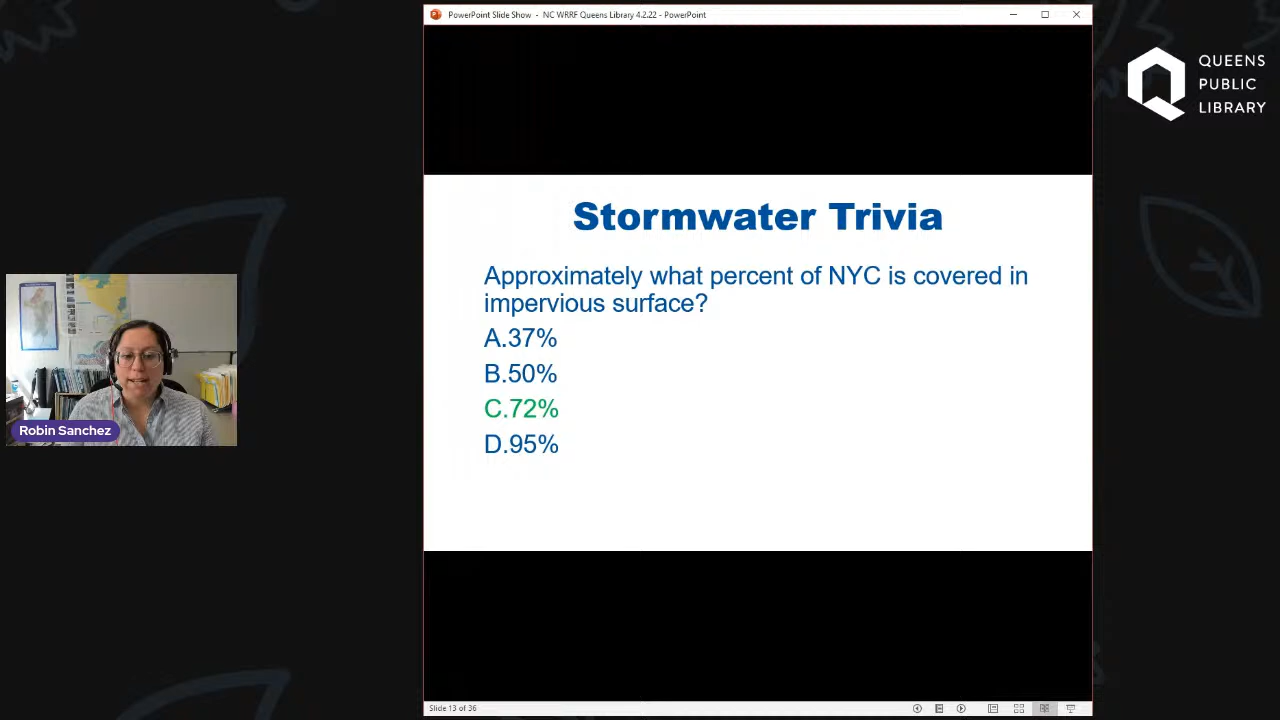 PowerPoint Slide Show - NC WRRF Queens Library 4.2.22 - PowerPoint
QUEENS
PUBLIC
LIBRARY
Stormwater Trivia
Approximately what percent of NYC is covered in
impervious surface?
A.37%
B.50%
C.72%
D.95%
Robin Sanchez
Slide 13 of 36